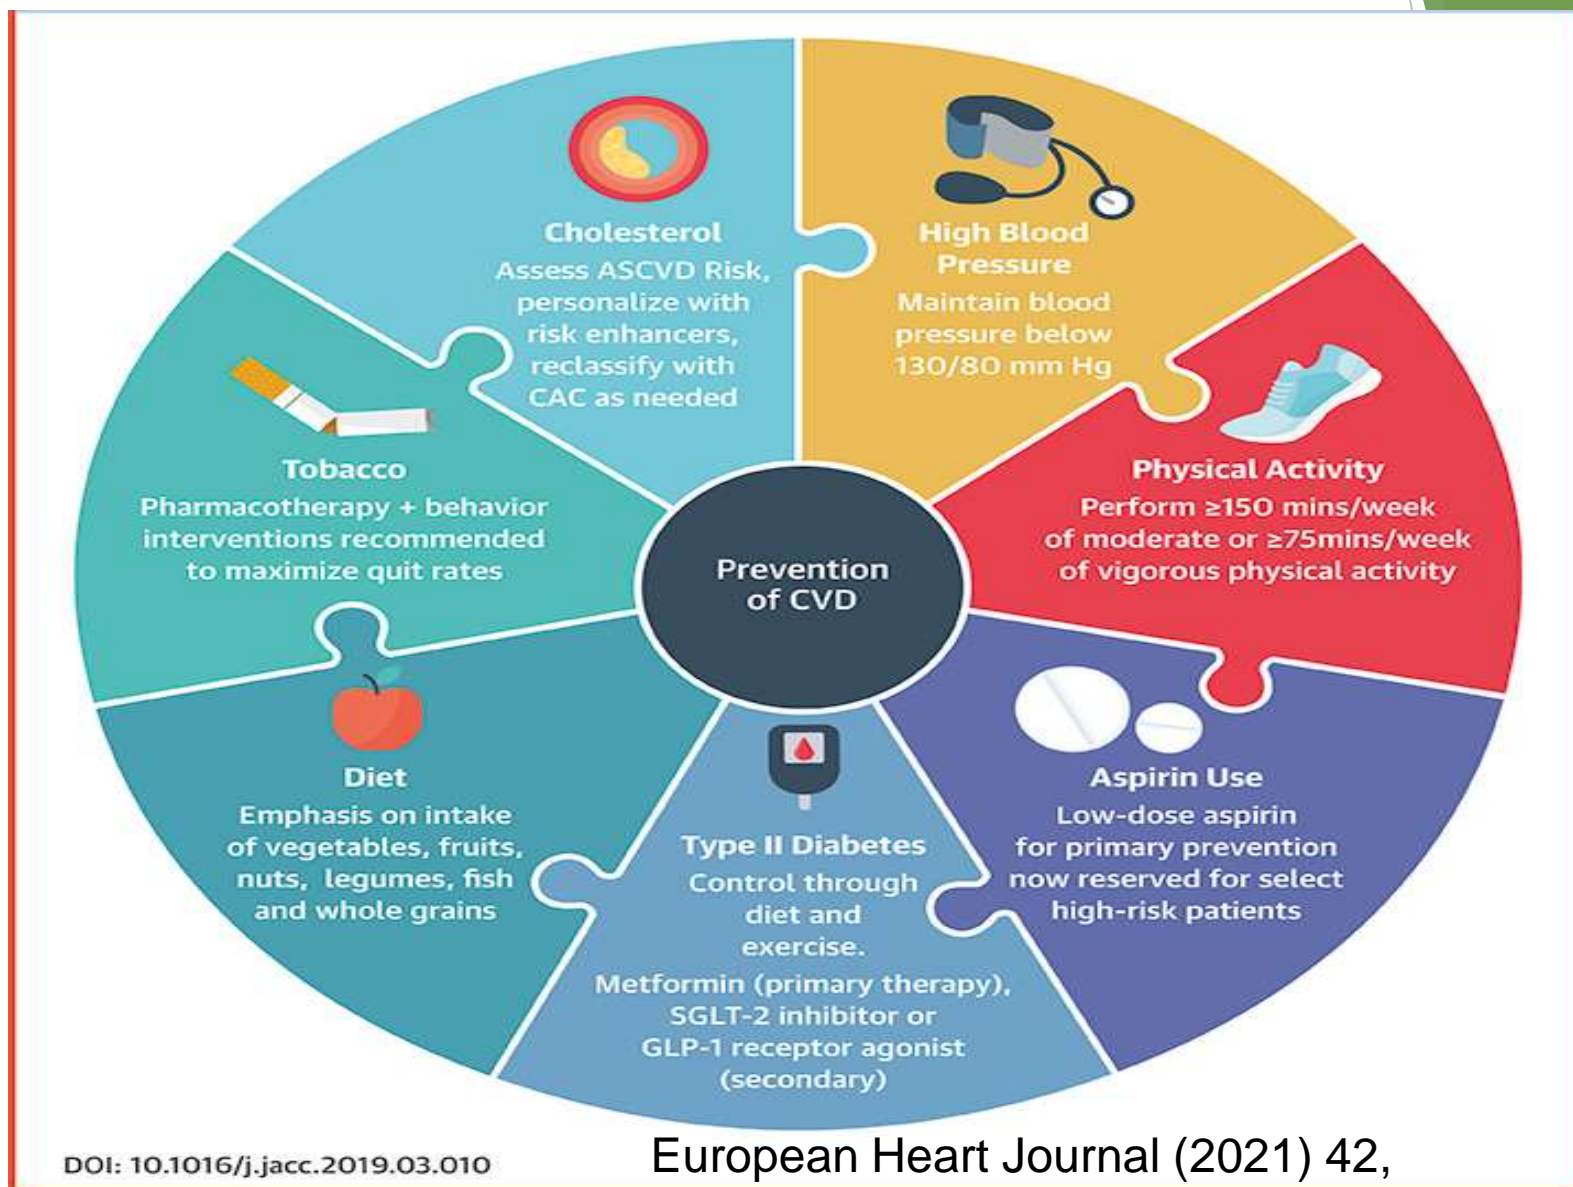 Cholesterol
Assess ASCVD Risk,
personalize with
risk enhancers,
reclassify with
CAC as needed
High Blood
Pressure
Maintain blood
pressure below
130/80 mm Hg
Tobacco
Pharmacotherapy + behavior
interventions recommended
to maximize quit rates
Physical Activity
Perform ≥150 mins/week
of moderate or ≥75mins/week
of vigorous physical activity
Prevention
of CVD
Diet
Emphasis on intake
of vegetables, fruits,
nuts, legumes, fish
and whole grains
Type II Diabetes
Control through
diet and
exercise.
Metformin (primary therapy),
SGLT-2 inhibitor or
GLP-1 receptor agonist
(secondary)
Aspirin Use
Low-dose aspirin
for primary prevention
now reserved for select
high-risk patients
DOI: 10.1016/j.jacc.2019.03.010
European Heart Journal (2021) 42,